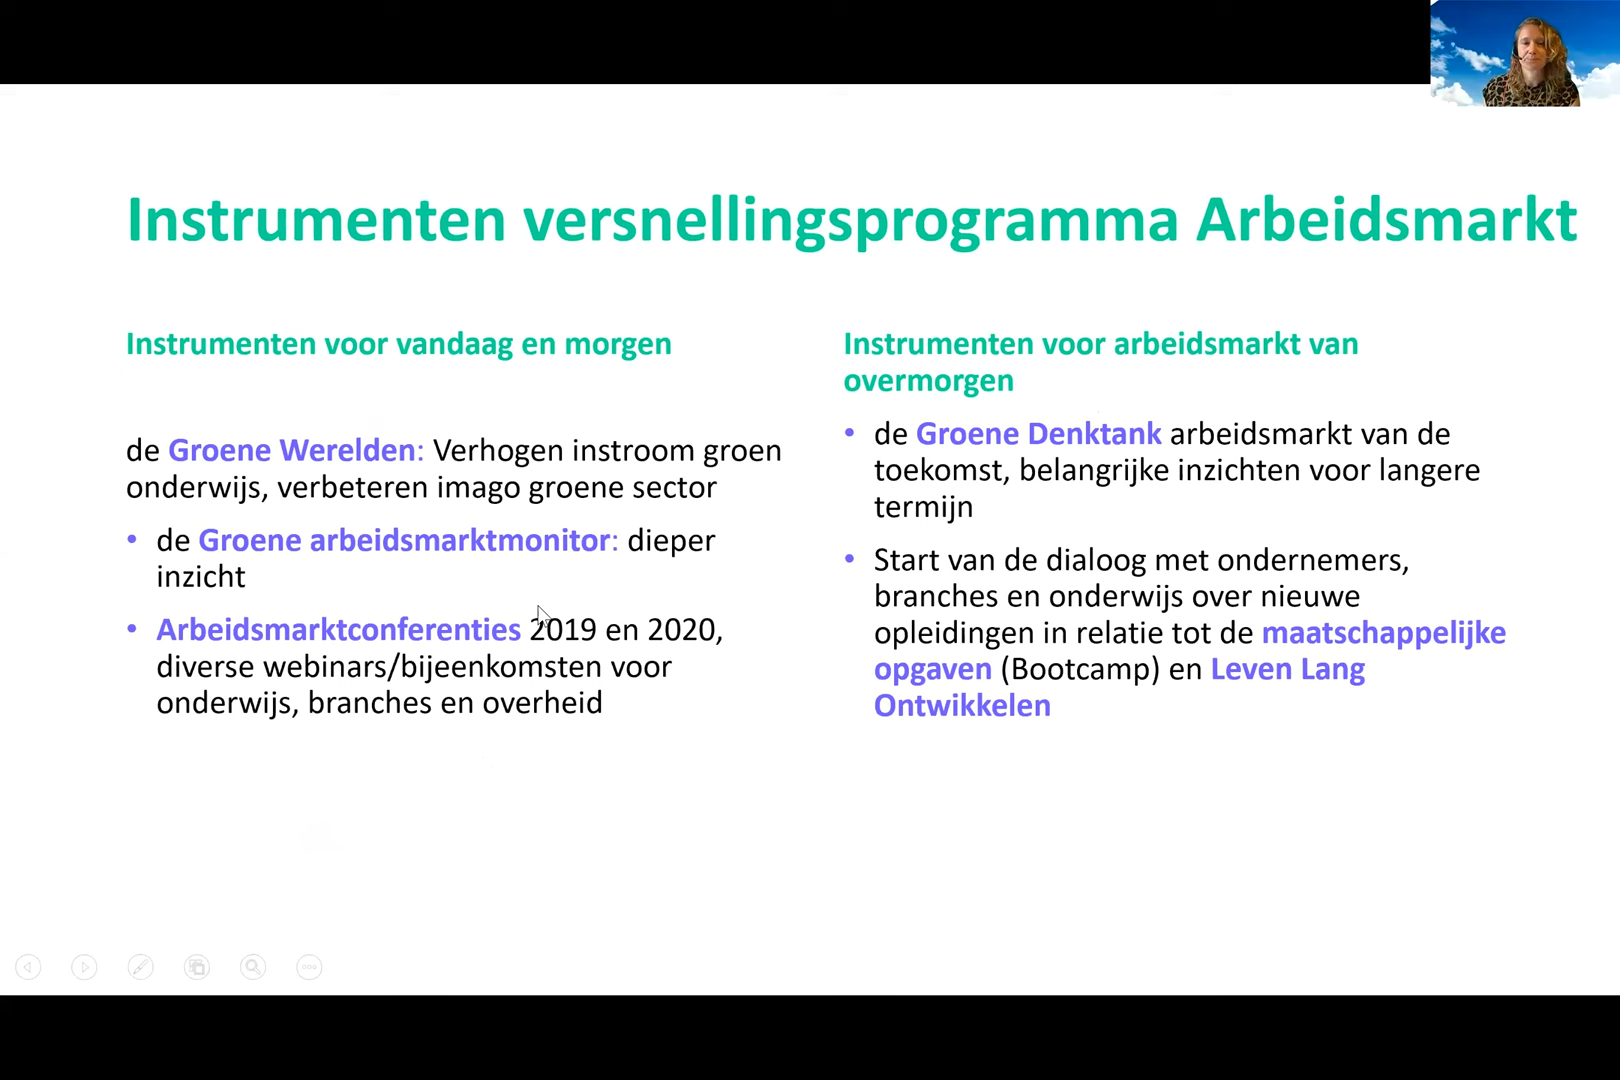 Instrumenten versnellingsprogramma Arbeidsmarkt
Instrumenten voor vandaag en morgen
de Groene Werelden: Verhogen instroom groen
onderwijs, verbeteren imago groene sector
• de Groene arbeidsmarktmonitor: dieper
inzicht
• Arbeidsmarktconferenties 2019 en 2020,
diverse webinars/bijeenkomsten voor
onderwijs, branches en overheid
Instrumenten voor arbeidsmarkt van
overmorgen
• de Groene Denktank arbeidsmarkt van de
toekomst, belangrijke inzichten voor langere
termijn
• Start van de dialoog met ondernemers,
branches en onderwijs over nieuwe
opleidingen in relatie tot de maatschappelijke
opgaven (Bootcamp) en Leven Lang
Ontwikkelen